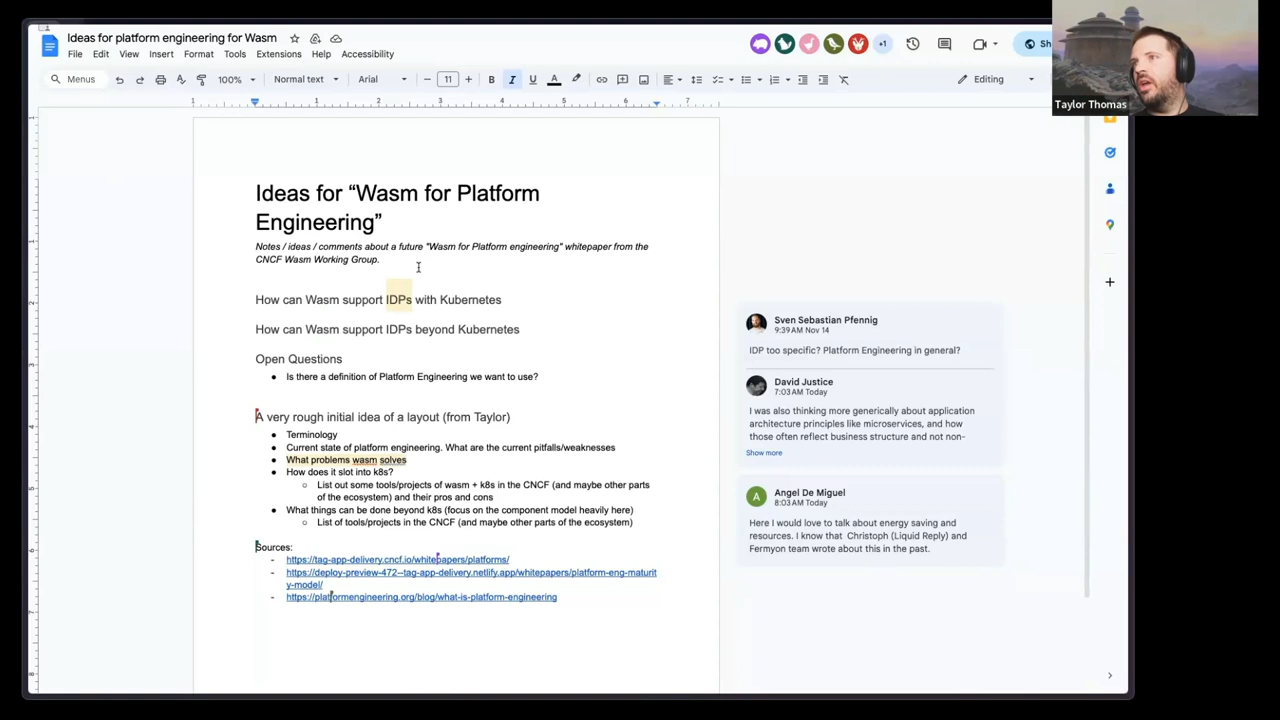 Ideas for platform engineering for Wasm
File Edit View Insert Format Tools Extensions Help Accessibility
+1
Sh
Taylor Thomas
Menus
100%
Normal text
Arial
11
B I U A
Editing
1 1 2 3 4 5 6 7
Ideas for “Wasm for Platform
Engineering”
Notes / ideas / comments about a future "Wasm for Platform engineering" whitepaper from the
CNCF Wasm Working Group.
How can Wasm support IDPs with Kubernetes
How can Wasm support IDPs beyond Kubernetes
Open Questions
● Is there a definition of Platform Engineering we want to use?
A very rough initial idea of a layout (from Taylor)
● Terminology
● Current state of platform engineering. What are the current pitfalls/weaknesses
● What problems wasm solves
● How does it slot into k8s?
○ List out some tools/projects of wasm + k8s in the CNCF (and maybe other parts
of the ecosystem) and their pros and cons
● What things can be done beyond k8s (focus on the component model heavily here)
○ List of tools/projects in the CNCF (and maybe other parts of the ecosystem)
Sources:
- https://tag-app-delivery.cncf.io/whitepapers/platforms/
- https://deploy-preview-472--tag-app-delivery.netlify.app/whitepapers/platform-eng-maturit
y-model/
- https://platformengineering.org/blog/what-is-platform-engineering
Sven Sebastian Pfennig
9:39 AM Nov 14
IDP too specific? Platform Engineering in general?
David Justice
7:03 AM Today
I was also thinking more generically about application
architecture principles like microservices, and how
those often reflect business structure and not non-
Show more
A
Angel De Miguel
8:03 AM Today
Here I would love to talk about energy saving and
resources. I know that Christoph (Liquid Reply) and
Fermyon team wrote about this in the past.